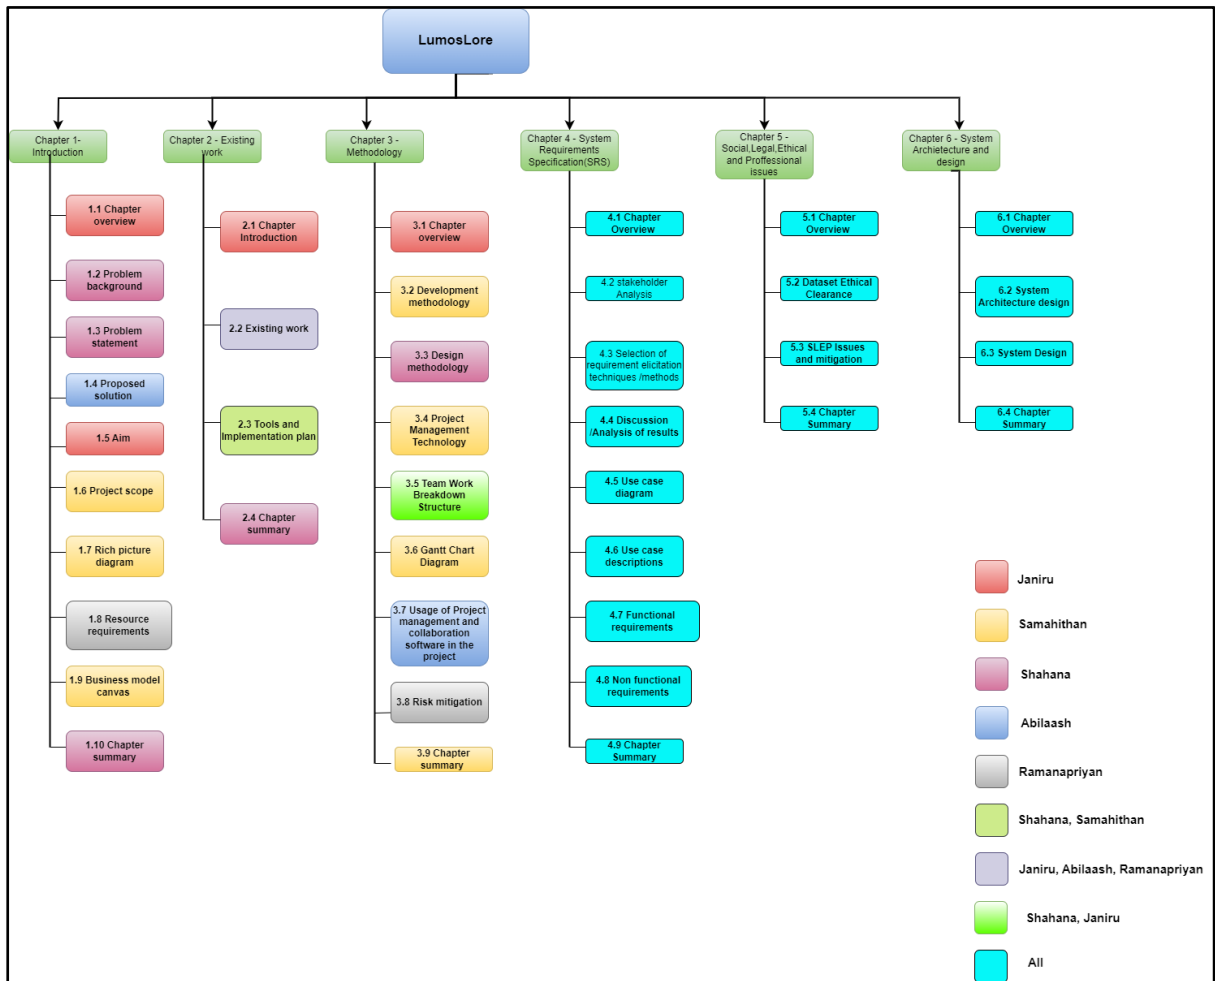 LumosLore
Chapter 1-
Introduction
Chapter 2 - Existing
work
Chapter 3 -
Methodology
Chapter 4 - System
Requirements
Specification(SRS)
Chapter 5 -
Social,Legal,Ethical
and Proffessional
issues
Chapter 6 - System
Archietecture and
design
1.1 Chapter
overview
1.2 Problem
background
1.3 Problem
statement
1.4 Proposed
solution
1.5 Aim
1.6 Project scope
1.7 Rich picture
diagram
1.8 Resource
requirements
1.9 Business model
canvas
1.10 Chapter
summary
2.1 Chapter
Introduction
2.2 Existing work
2.3 Tools and
Implementation plan
2.4 Chapter
summary
3.1 Chapter
overview
3.2 Development
methodology
3.3 Design
methodology
3.4 Project
Management
Technology
3.5 Team Work
Breakdown
Structure
3.6 Gantt Chart
Diagram
3.7 Usage of Project
management and
collaboration
software in the
project
3.8 Risk mitigation
3.9 Chapter
summary
4.1 Chapter
Overview
4.2 stakeholder
Analysis
4.3 Selection of
requirement elicitation
techniques /methods
4.4 Discussion
/Analysis of results
4.5 Use case
diagram
4.6 Use case
descriptions
4.7 Functional
requirements
4.8 Non functional
requirements
4.9 Chapter
Summary
5.1 Chapter
Overview
5.2 Dataset Ethical
Clearance
5.3 SLEP Issues
and mitigation
5.4 Chapter
Summary
6.1 Chapter
Overview
6.2 System
Architecture design
6.3 System Design
6.4 Chapter
Summary
Janiru
Samahithan
Shahana
Abilaash
Ramanapriyan
Shahana, Samahithan
Janiru, Abilaash, Ramanapriyan
Shahana, Janiru
All